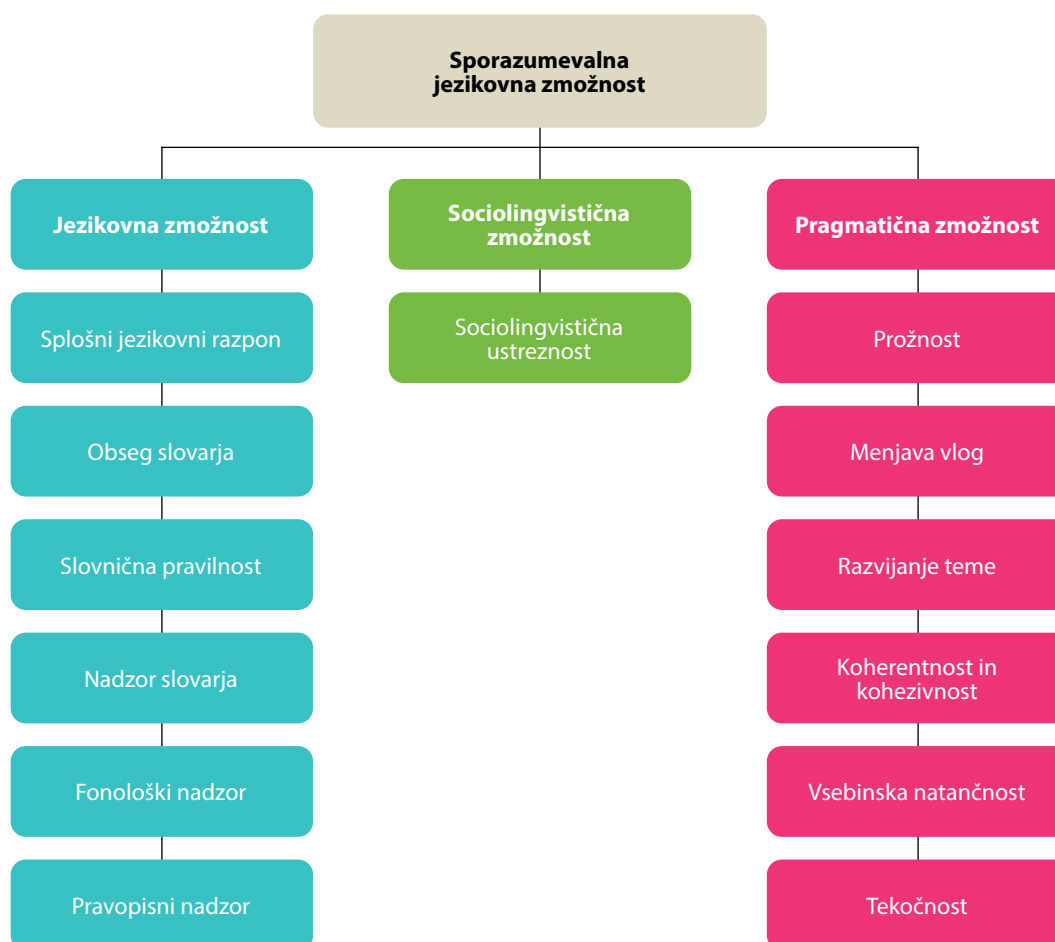 Sporazumevalna
jezikovna zmožnost
Jezikovna zmožnost
Splošni jezikovni razpon
Obseg slovarja
Slovnična pravilnost
Nadzor slovarja
Fonološki nadzor
Pravopisni nadzor
Sociolingvistična
zmožnost
Sociolingvistična
ustreznost
Pragmatična zmožnost
Prožnost
Menjava vlog
Razvijanje teme
Koherentnost in
kohezivnost
Vsebinska natančnost
Tekočnost